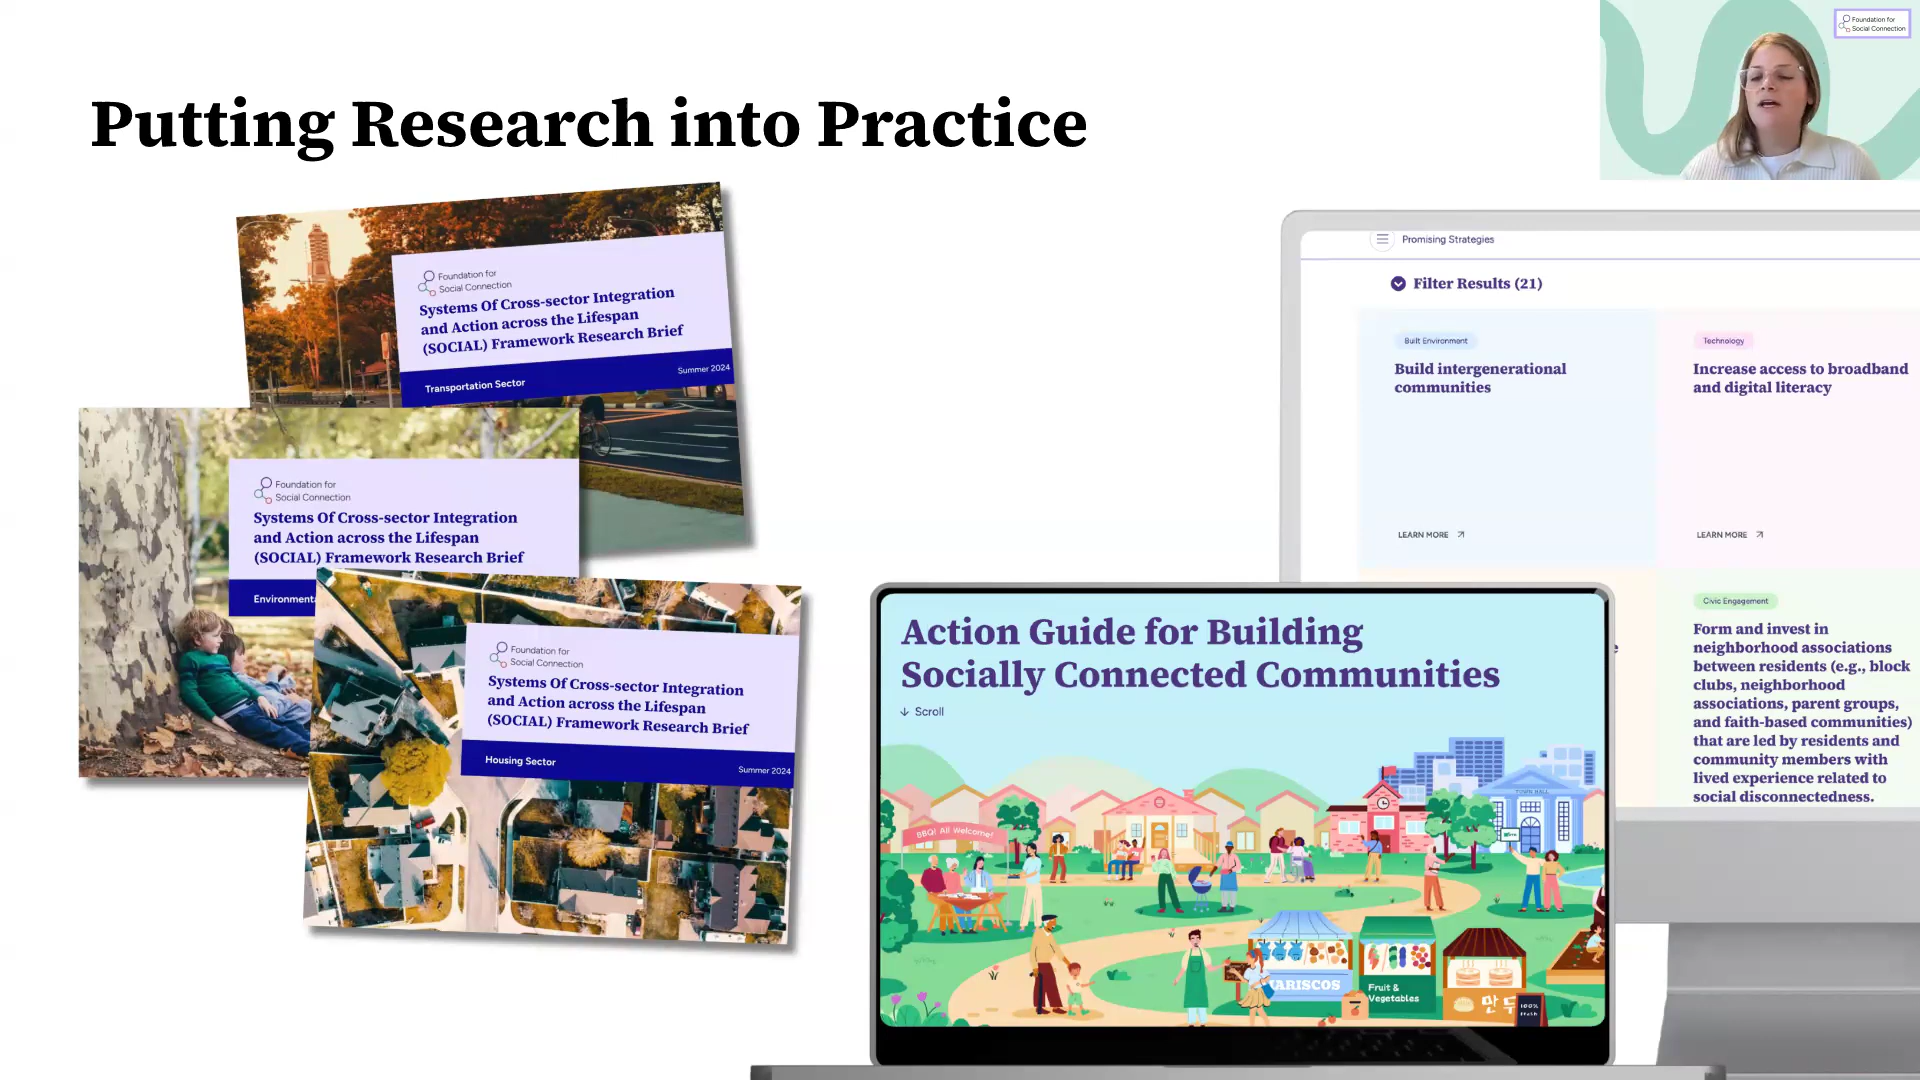 Foundation for
Social Connection
Putting Research into Practice
Foundation for
Social Connection
Systems Of Cross-sector Integration
and Action across the Lifespan
(SOCIAL) Framework Research Brief
Transportation Sector
Summer 2024
Foundation for
Social Connection
Systems Of Cross-sector Integration
and Action across the Lifespan
(SOCIAL) Framework Research Brief
Foundation for
Social Connection
Systems Of Cross-sector Integration
and Action across the Lifespan
(SOCIAL) Framework Research Brief
Housing Sector
Summer 2024
Promising Strategies
Filter Results (21)
Built Environment
Build intergenerational
communities
LEARN MORE
Technology
Increase access to broadband
and digital literacy
LEARN MORE
Civic Engagement
Form and invest in
neighborhood associations
between residents (e.g., block
clubs, neighborhood
associations, parent groups,
and faith-based communities)
that are led by residents and
community members with
lived experience related to
social disconnectedness.
Action Guide for Building
Socially Connected Communities
Scroll
TOWN HALL
BBQ! All Welcome!
Fruit &
Vegetables
100%